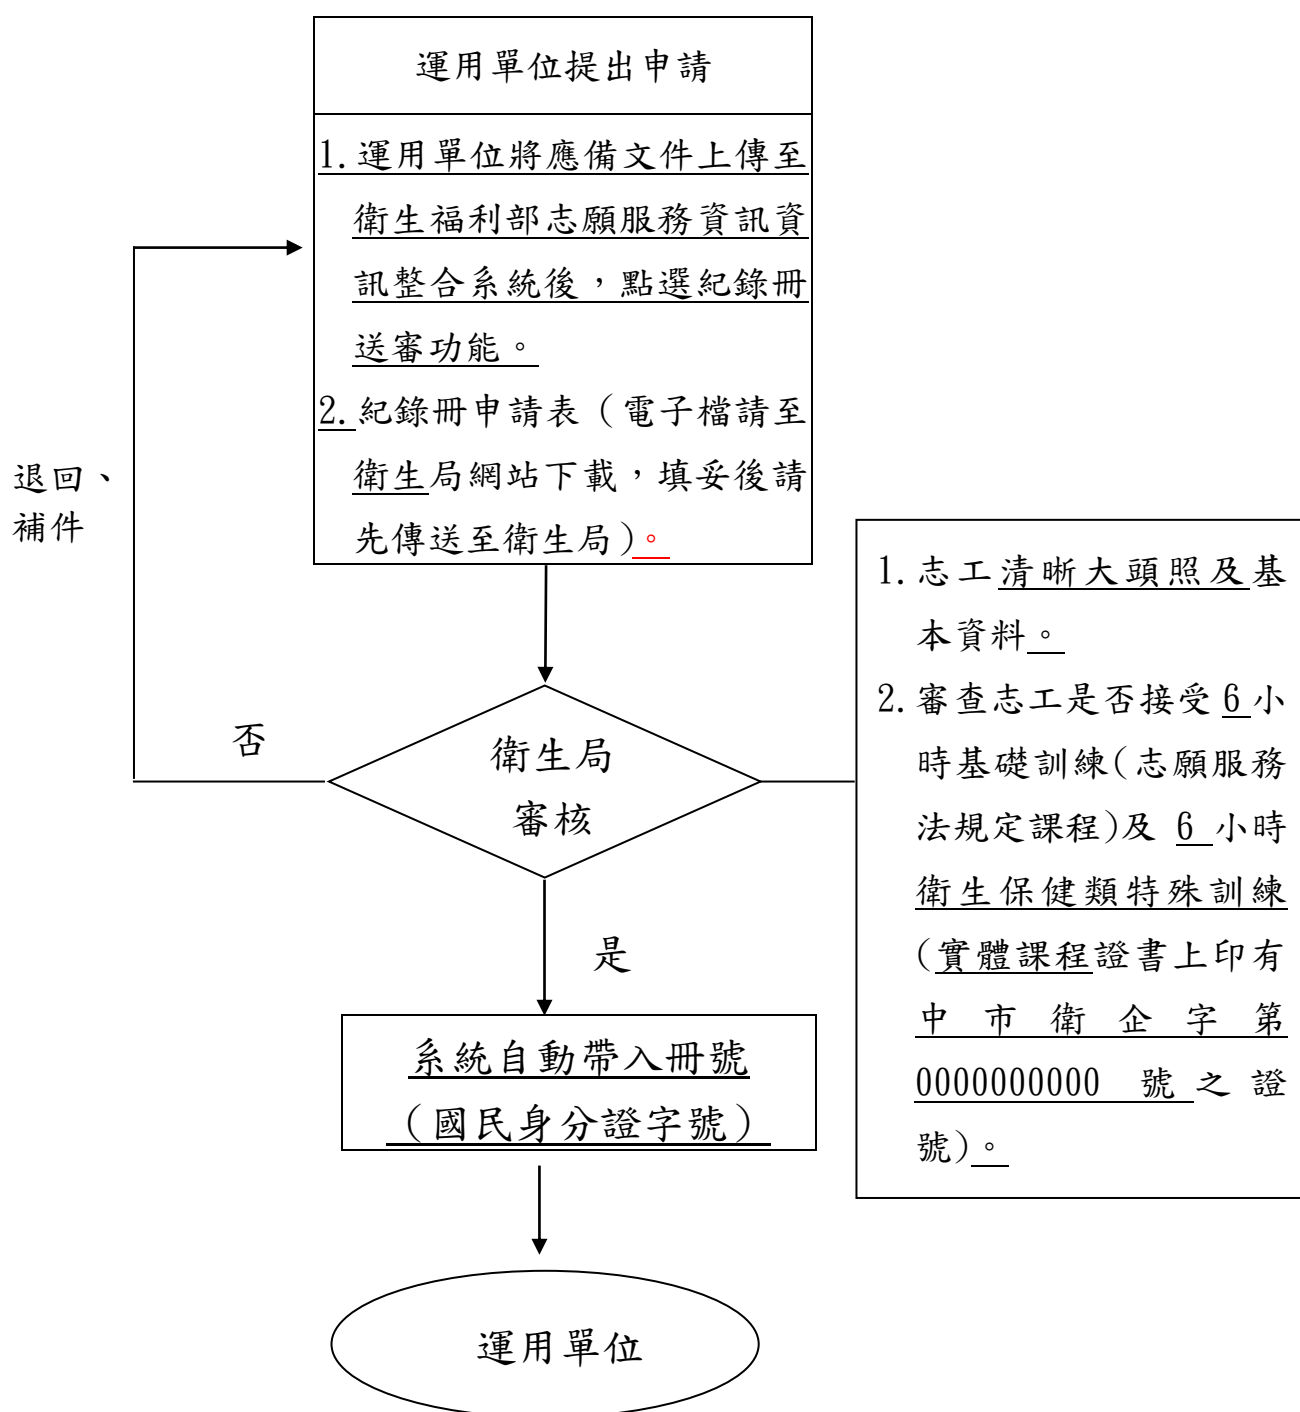 運用單位提出申請
1.運用單位將應備文件上傳至
衛生福利部志願服務資訊資
訊整合系統後，點選紀錄冊
送審功能。
2.紀錄冊申請表（電子檔請至
衛生局網站下載，填妥後請
先傳送至衛生局）。
退回、
補件
否
衛生局
審核
1.志工清晰大頭照及基
本資料。
2.審查志工是否接受6小
時基礎訓練(志願服務
法規定課程)及 6 小時
衛生保健類特殊訓練
(實體課程證書上印有
中市衛企字第
0000000000 號之證
號)。
是
系統自動帶入冊號
（國民身分證字號）
運用單位